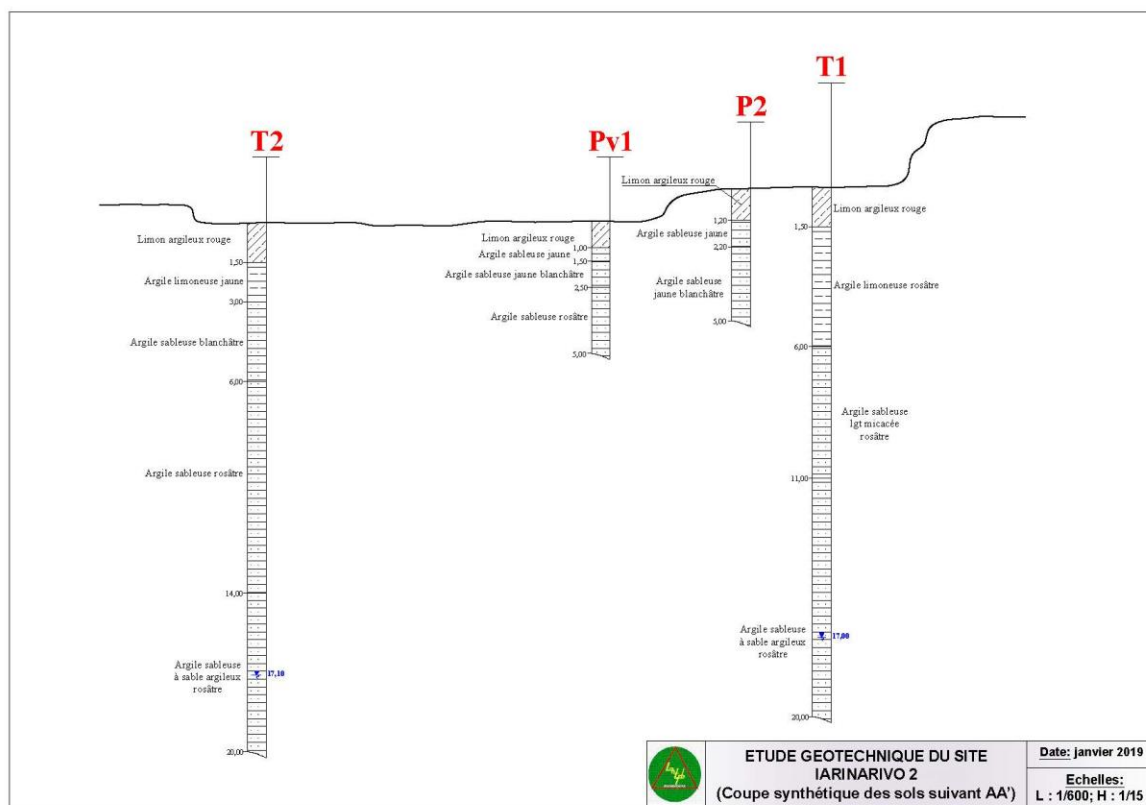 T2
Pv1
P2
T1
Limon argileux rouge
1,50
Argile limoneuse jaune
3,00
Argile sableuse blanchâtre
6,00
Argile sableuse rosâtre
14,00
Argile sableuse
à sable argileux
rosâtre
17,10
20,00
Limon argileux rouge
1,00
Argile sableuse jaune
1,50
Argile sableuse jaune blanchâtre
2,50
Argile sableuse rosâtre
5,00
Limon argileux rouge
1,20
Argile sableuse jaune
2,20
Argile sableuse
jaune blanchâtre
5,00
Limon argileux rouge
1,50
Argile limoneuse rosâtre
6,00
Argile sableuse
lgt micacée
rosâtre
11,00
Argile sableuse
à sable argileux
rosâtre
17,00
20,00
ETUDE GEOTECHNIQUE DU SITE
IARINARIVO 2
(Coupe synthétique des sols suivant AA')
Date: janvier 2019
Echelles:
L : 1/600; H : 1/15